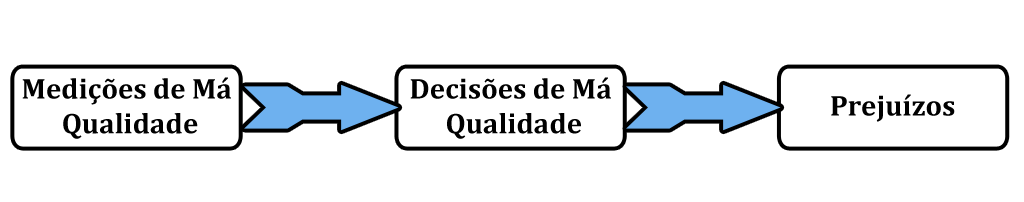 Medições de Má
Qualidade
Decisões de Má
Qualidade
Prejuízos